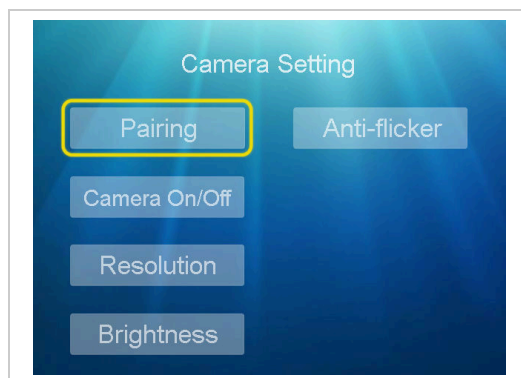 Camera Setting
Pairing
Anti-flicker
Camera On/Off
Resolution
Brightness